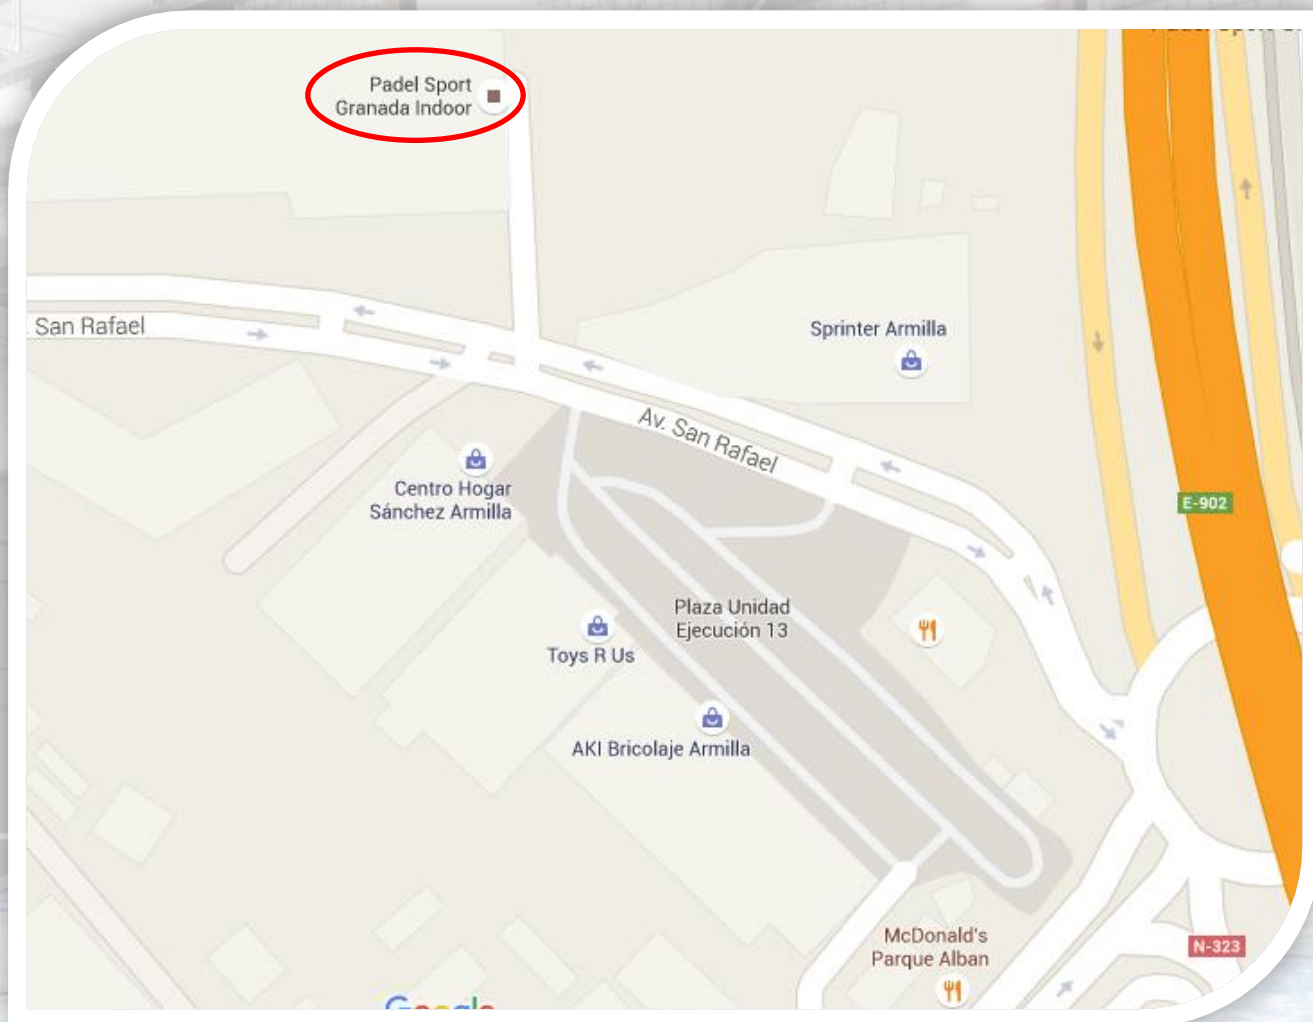 Padel Sport
Granada Indoor
San Rafael
Sprinter Armilla
Av. San Rafael
Centro Hogar
Sánchez Armilla
E-902
Plaza Unidad
Ejecución 13
Toys R Us
AKI Bricolaje Armilla
McDonald's
Parque Alban
N-323
Google